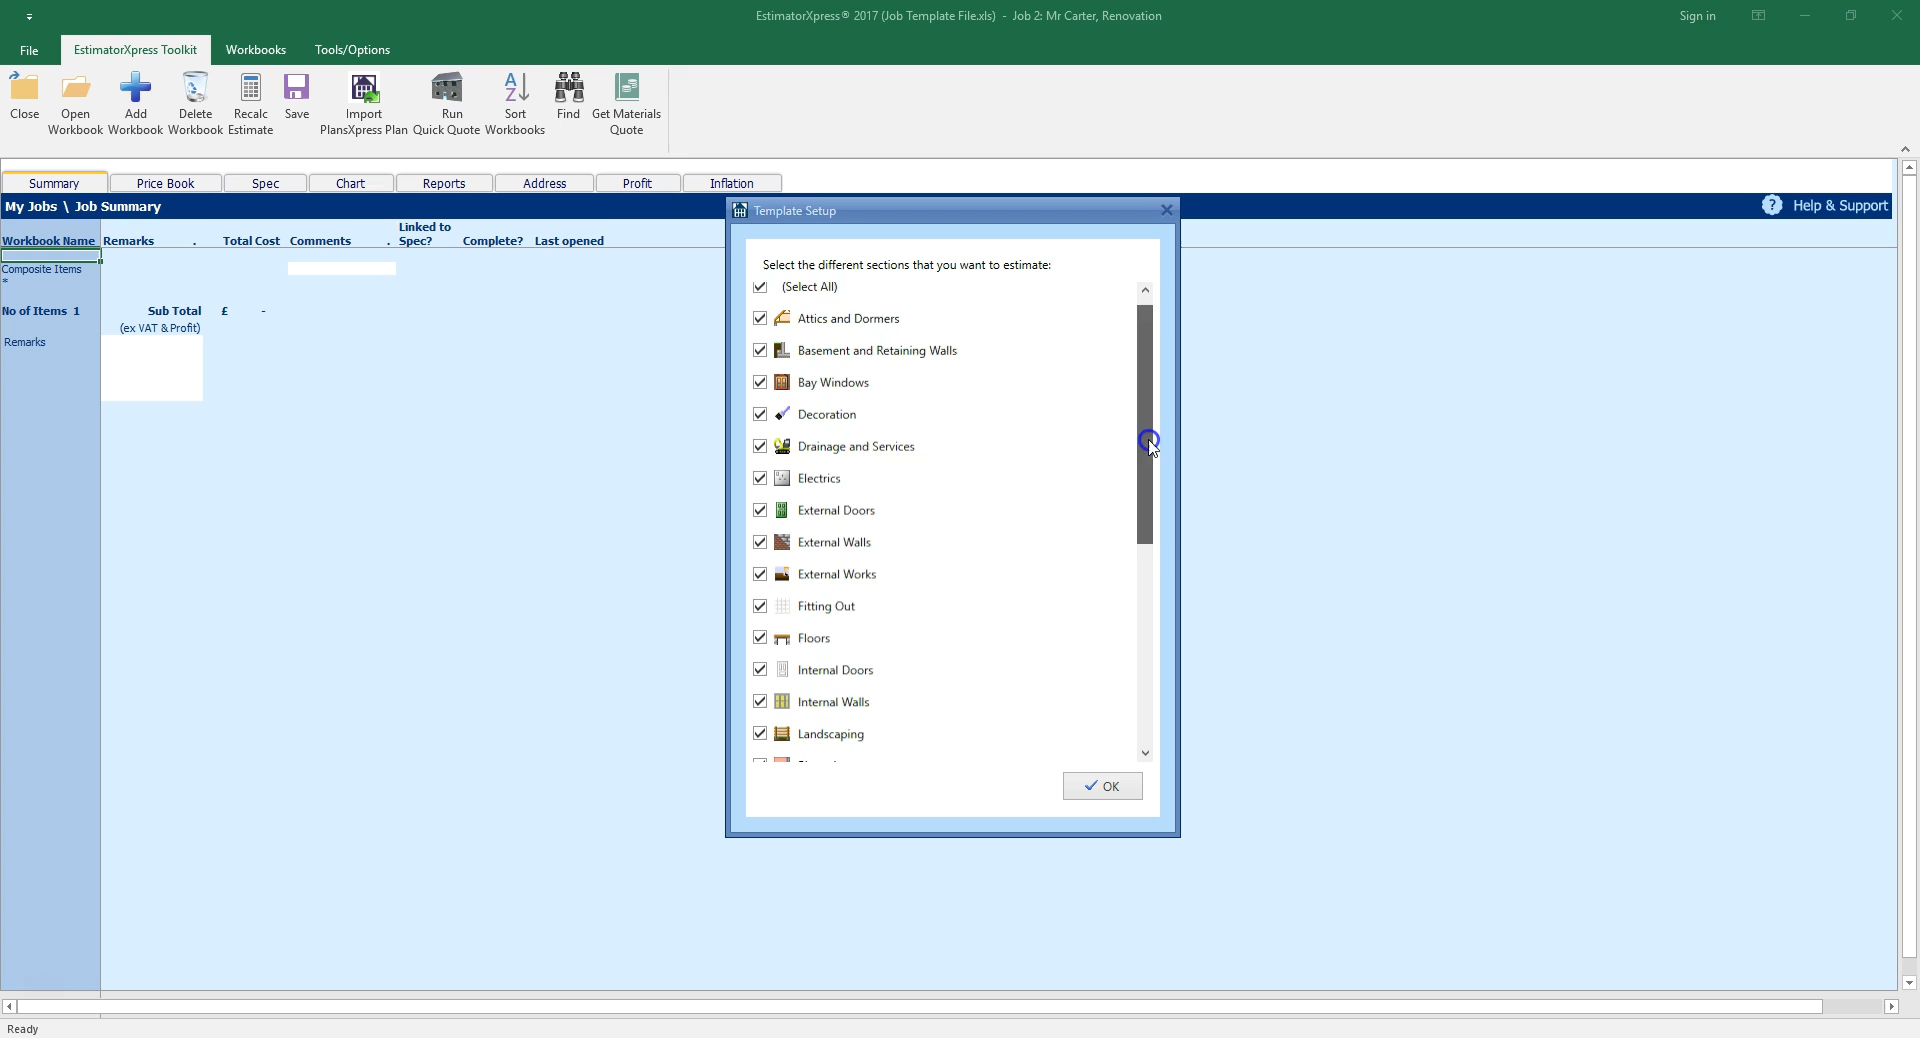 EstimatorXpress® 2017 (Job Template File.xls) - Job 2: Mr Carter, Renovation
Sign in
File
EstimatorXpress Toolkit
Workbooks
Tools/Options
Close
Open Workbook
Add Workbook
Delete Workbook
Recalc Estimate
Save
Import PlansXpress Plan
Run Quick Quote
Sort Workbooks
Find
Get Materials Quote
Summary
Price Book
Spec
Chart
Reports
Address
Profit
Inflation
My Jobs \ Job Summary
Help & Support
Workbook Name
Remarks .
Total Cost
Comments .
Linked to Spec?
Complete?
Last opened
Composite Items
*
No of Items 1
Sub Total £ -
(ex VAT & Profit)
Remarks
Template Setup
Select the different sections that you want to estimate:
(Select All)
Attics and Dormers
Basement and Retaining Walls
Bay Windows
Decoration
Drainage and Services
Electrics
External Doors
External Walls
External Works
Fitting Out
Floors
Internal Doors
Internal Walls
Landscaping
OK
Ready